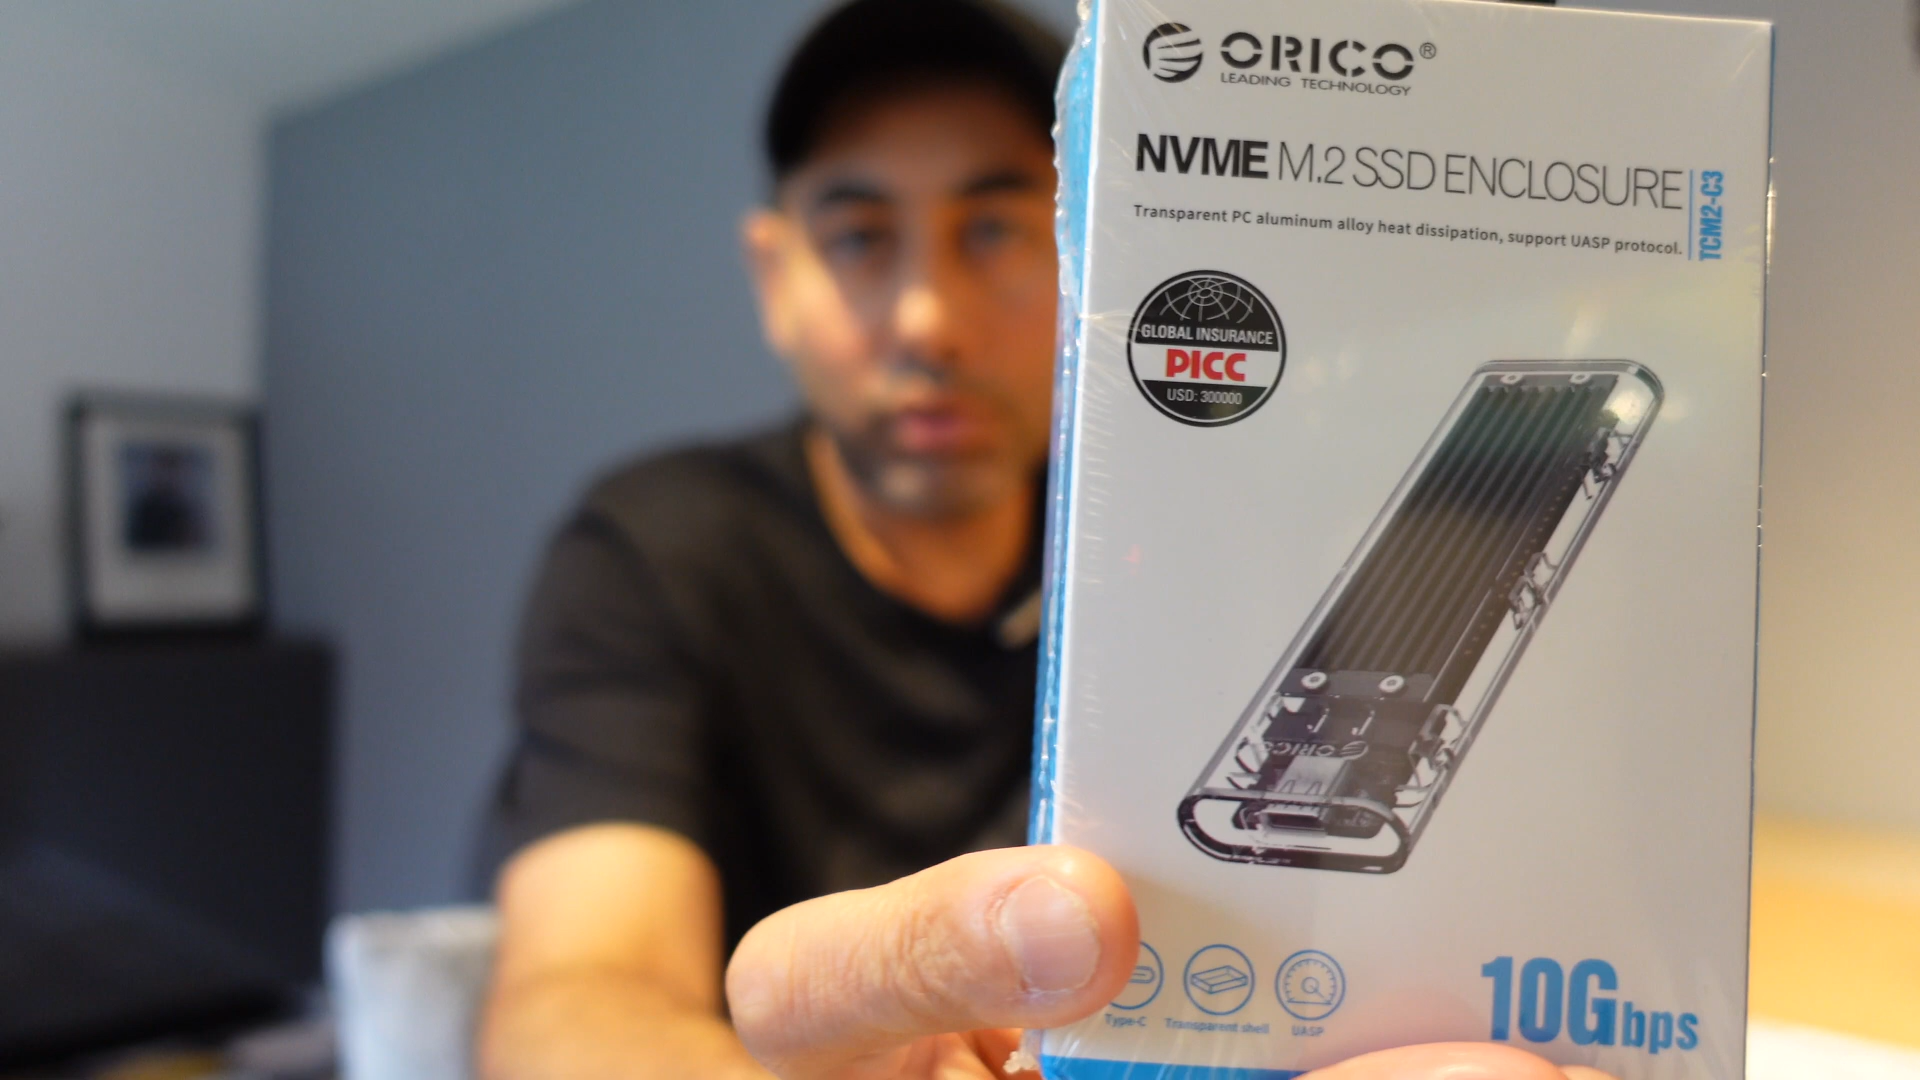 ORICO®
LEADING TECHNOLOGY
NVME M.2 SSD ENCLOSURE
TCM2-C3
Transparent PC aluminum alloy heat dissipation, support UASP protocol.
GLOBAL INSURANCE
PICC
USD: 300000
ORICO
Type-C
Transparent shell
UASP
10Gbps